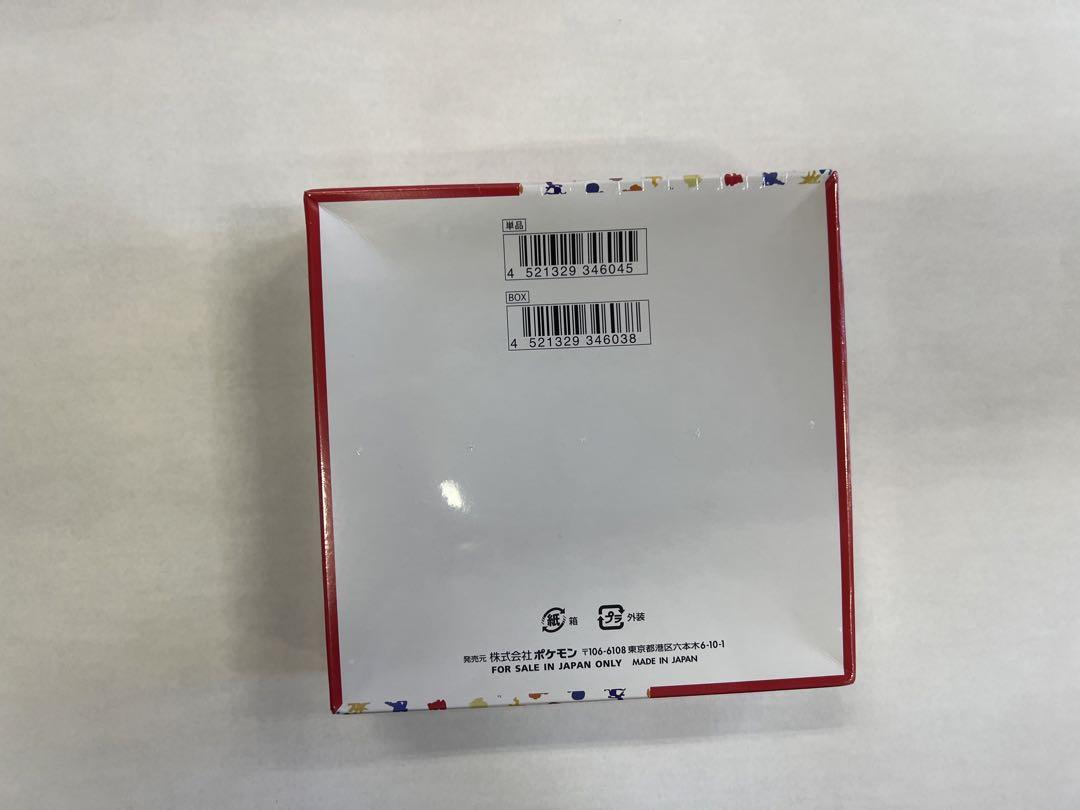 単品
4 521329 346045
BOX
4 521329 346038
紙 箱 プラ 外装
発売元 株式会社 ポケモン 〒106-6108 東京都港区六本木6-10-1
FOR SALE IN JAPAN ONLY MADE IN JAPAN